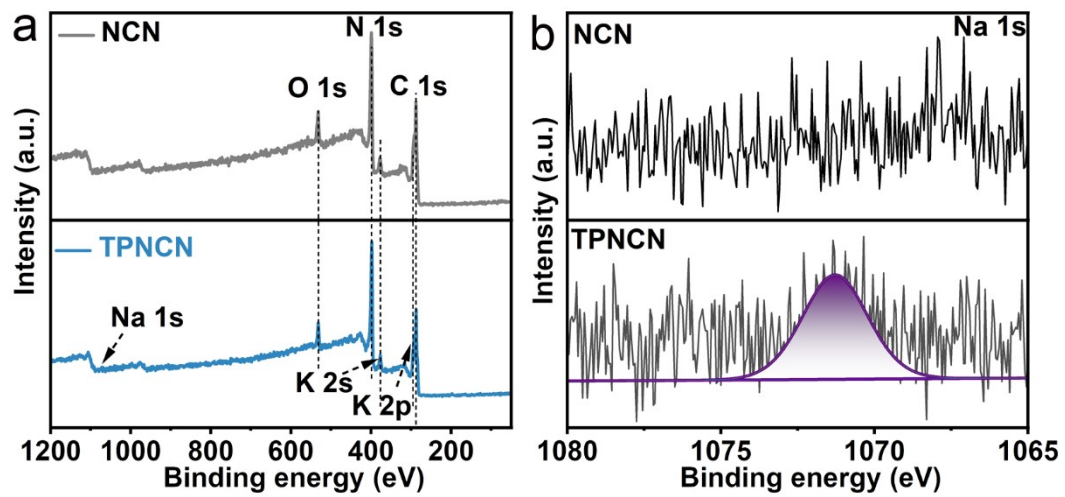 a
NCN
N 1s
O 1s
C 1s
TPNCN
Na 1s
K 2s
K 2p
Intensity (a.u.)
1200 1000 800 600 400 200
Binding energy (eV)
b
NCN
Na 1s
TPNCN
Intensity (a.u.)
1080 1075 1070 1065
Binding energy (eV)